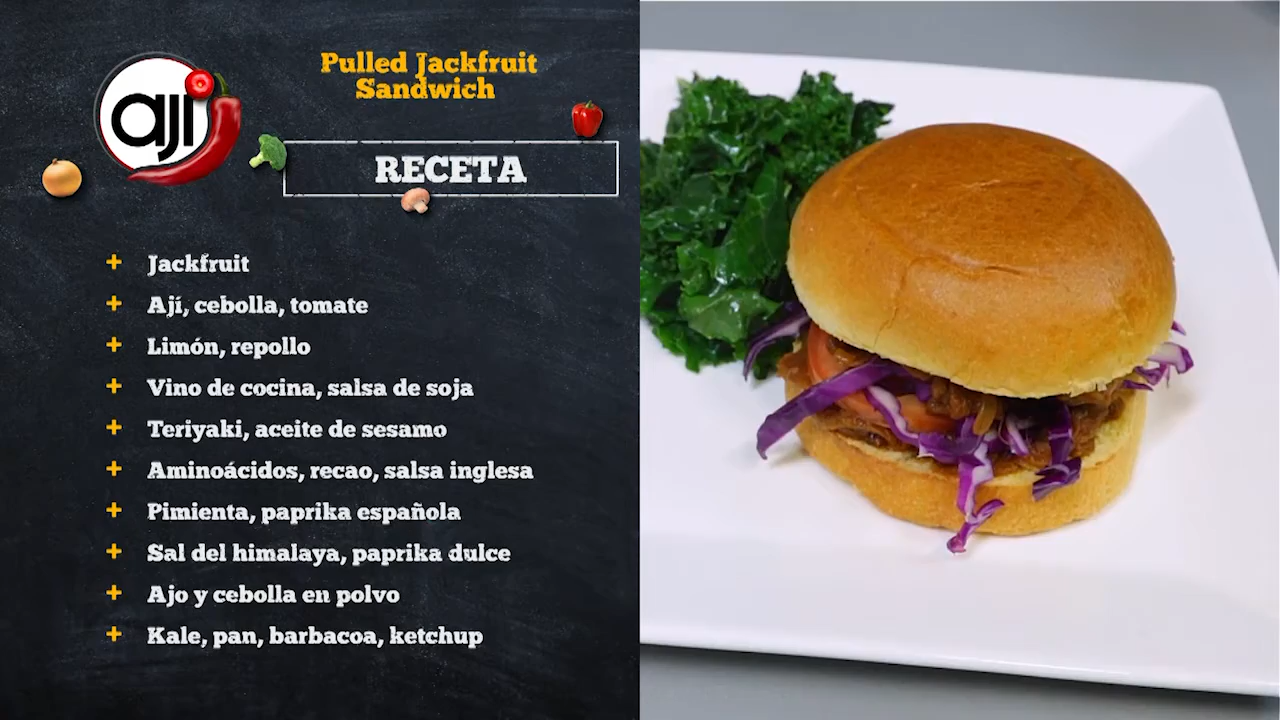 ají
Pulled Jackfruit
Sandwich
RECETA
+ Jackfruit
+ Ají, cebolla, tomate
+ Limón, repollo
+ Vino de cocina, salsa de soja
+ Teriyaki, aceite de sesamo
+ Aminoácidos, recao, salsa inglesa
+ Pimienta, paprika española
+ Sal del himalaya, paprika dulce
+ Ajo y cebolla en polvo
+ Kale, pan, barbacoa, ketchup